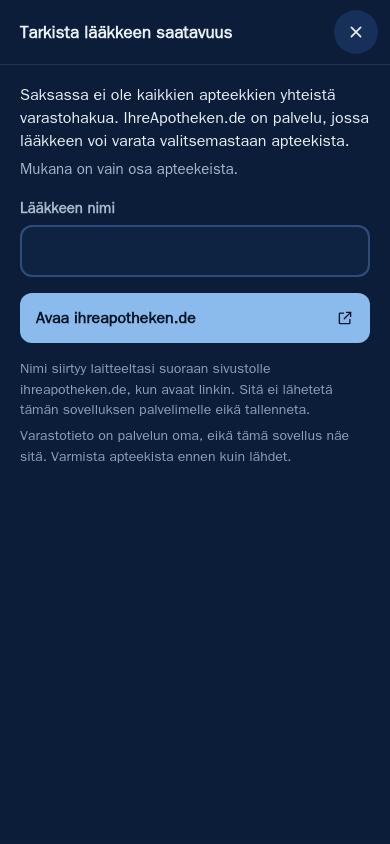 Tarkista lääkkeen saatavuus
Saksassa ei ole kaikkien apteekkien yhteistä
varastohakua. IhreApotheken.de on palvelu, jossa
lääkkeen voi varata valitsemastaan apteekista.
Mukana on vain osa apteekeista.
Lääkkeen nimi
Avaa ihreapotheken.de
Nimi siirtyy laitteeltasi suoraan sivustolle
ihreapotheken.de, kun avaat linkin. Sitä ei lähetetä
tämän sovelluksen palvelimelle eikä tallenneta.
Varastotieto on palvelun oma, eikä tämä sovellus näe
sitä. Varmista apteekista ennen kuin lähdet.